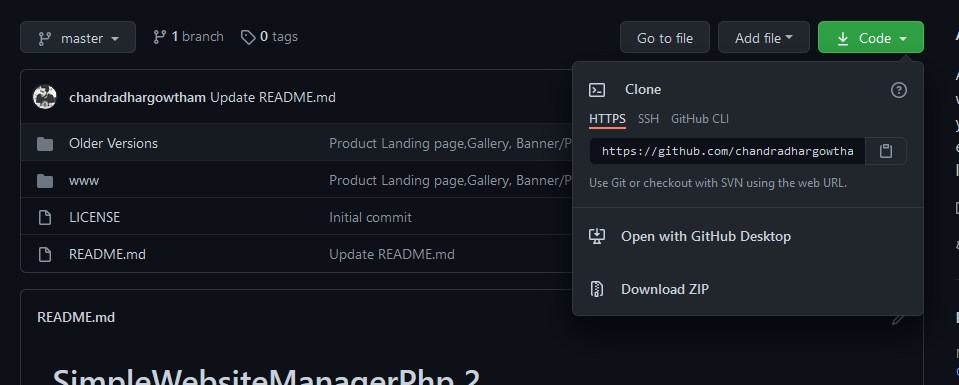 master 1 branch 0 tags Go to file Add file Code
chandradhargowtham Update README.md
Clone
HTTPS SSH GitHub CLI
https://github.com/chandradhargowtha
Use Git or checkout with SVN using the web URL.
Open with GitHub Desktop
Download ZIP
Older Versions Product Landing page,Gallery, Banner/P
www Product Landing page,Gallery, Banner/P
LICENSE Initial commit
README.md Update README.md
README.md
SimpleWebsiteManagerPhp 2